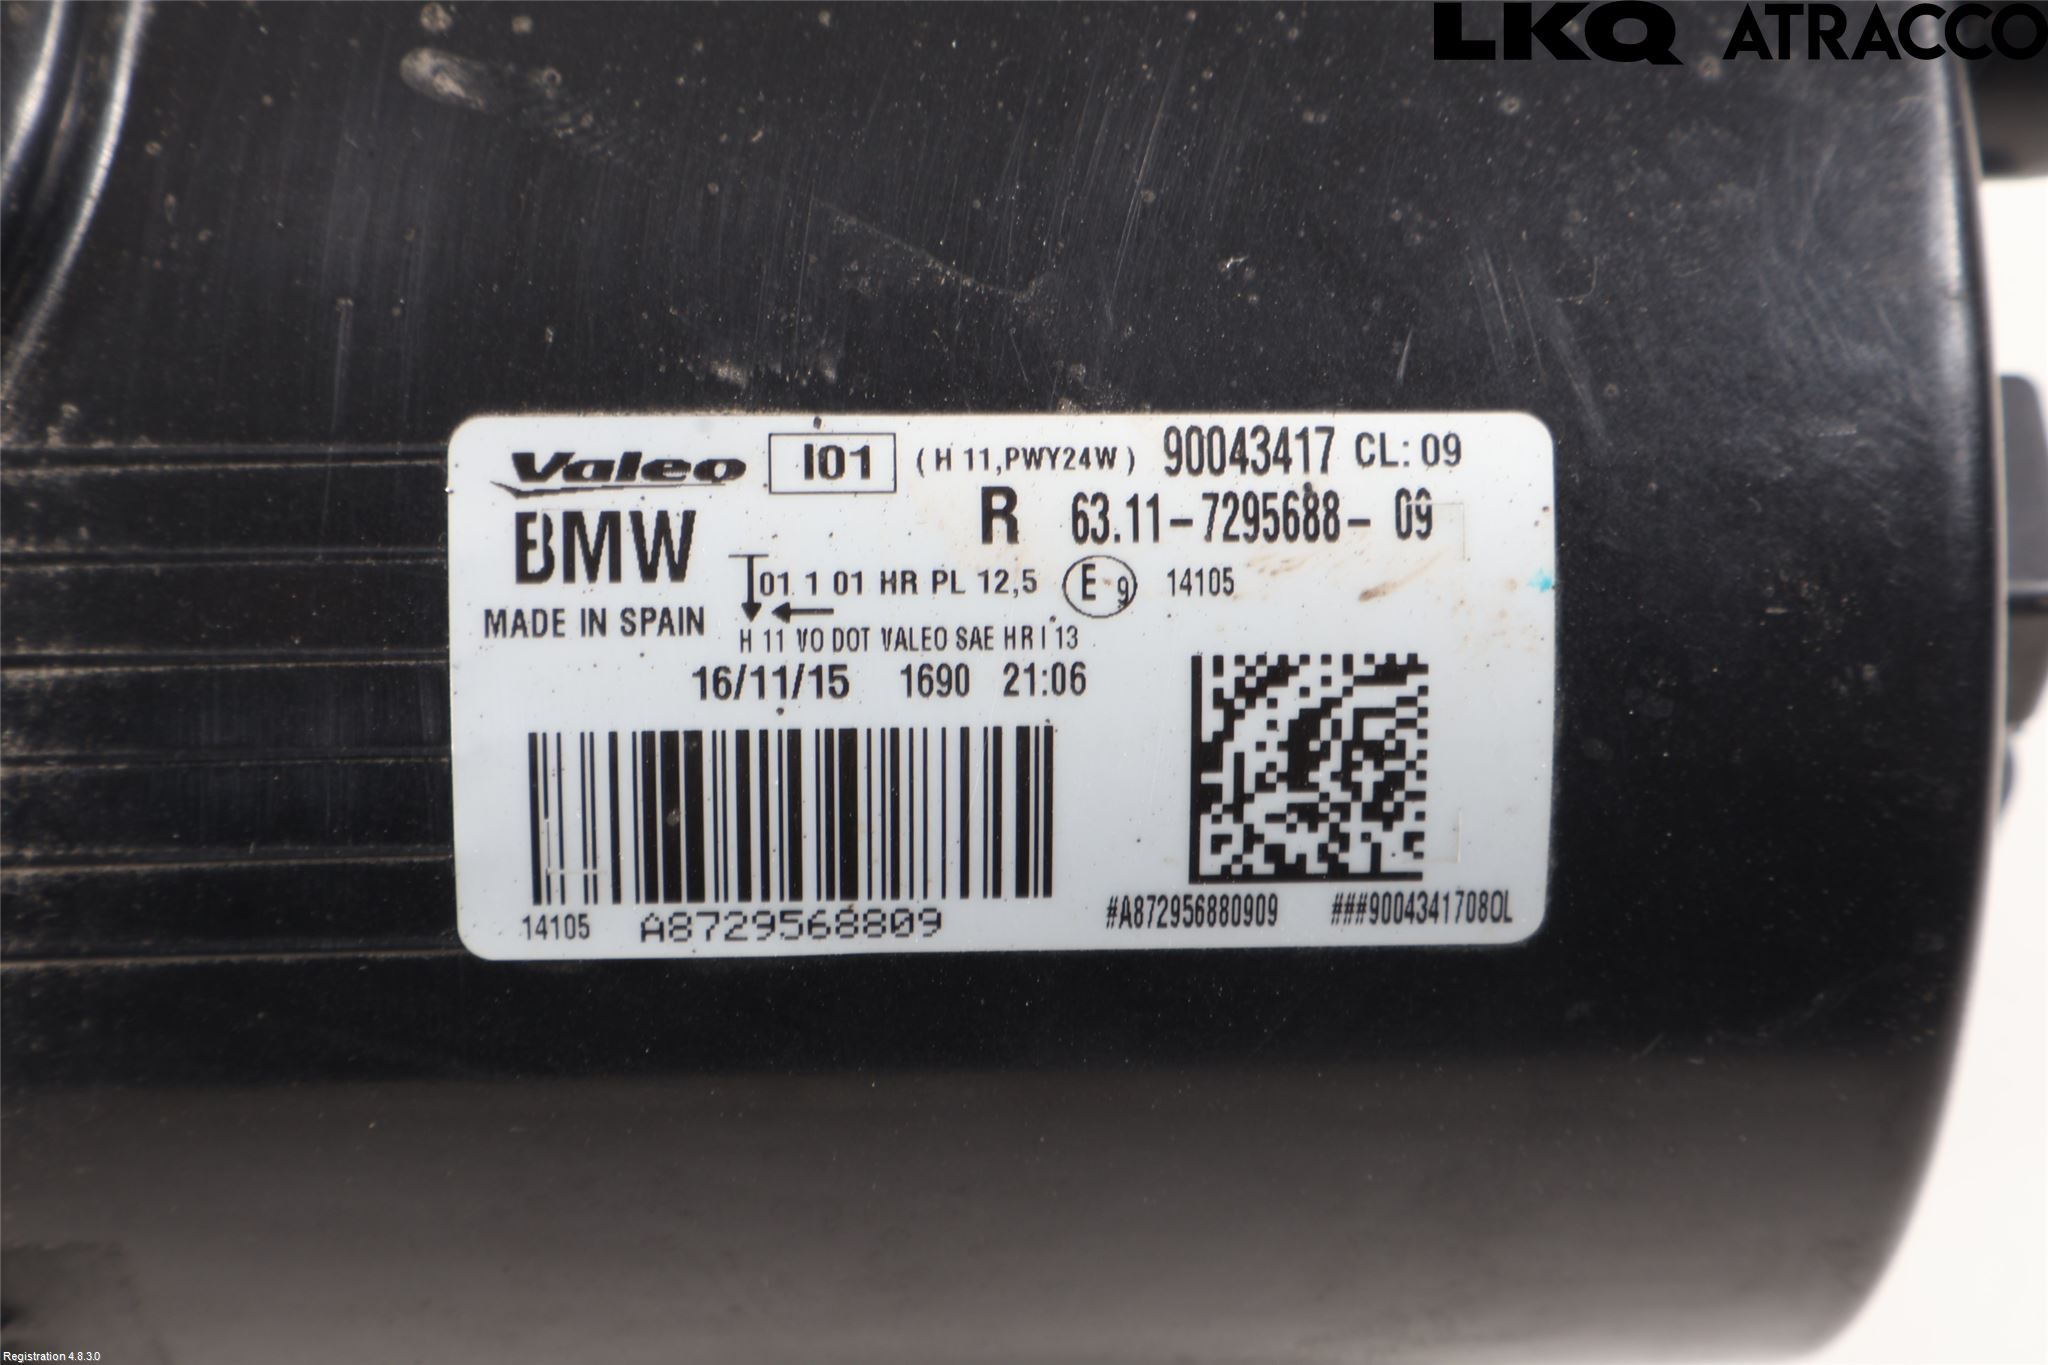 LKQ ATRACCO
Valeo I01 (H 11,PWY24W) 90043417 CL: 09
BMW R 63.11-7295688- 09
01 1 01 HR PL 12,5 E 9 14105
MADE IN SPAIN
H 11 VO DOT VALEO SAE HR I 13
16/11/15 1690 21:06
14105 A8729568809
#A872956880909 ###9004341708OL
Registration 4.8.3.0